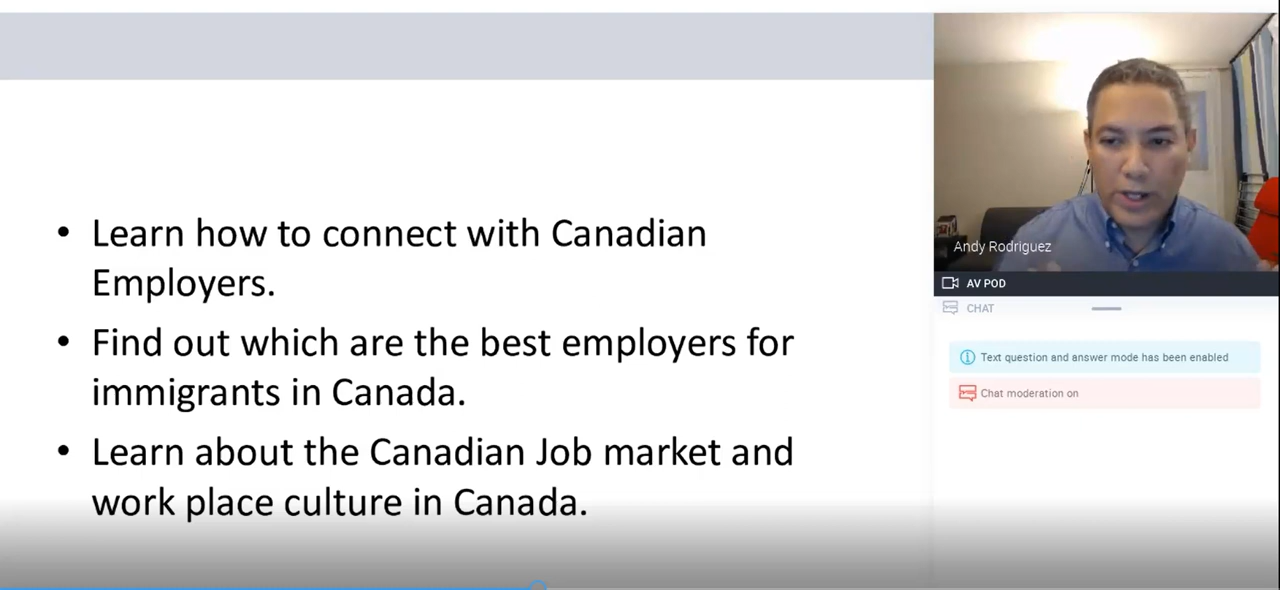 • Learn how to connect with Canadian
Employers.
• Find out which are the best employers for
immigrants in Canada.
• Learn about the Canadian Job market and
work place culture in Canada.
Andy Rodriguez
AV POD
CHAT
Text question and answer mode has been enabled
Chat moderation on